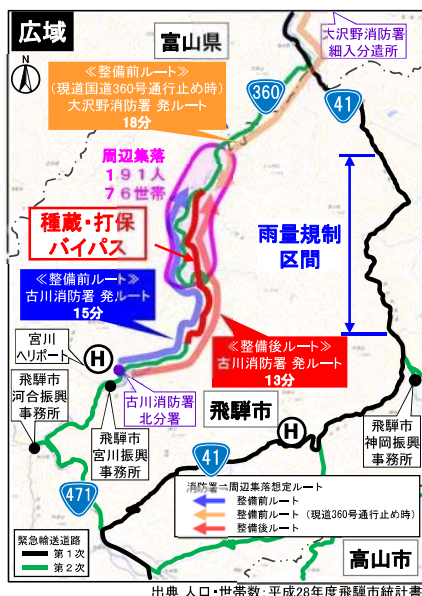 広域
富山県
大沢野消防署
細入分遣所
N
≪整備前ルート≫
(現道国道360号通行止め時)
大沢野消防署 発ルート
18分
360
41
周辺集落
191人
76世帯
種蔵・打保
バイパス
雨量規制
区間
≪整備前ルート≫
古川消防署 発ルート
15分
≪整備後ルート≫
古川消防署 発ルート
13分
宮川
ヘリポート
H
飛騨市
河合振興
事務所
古川消防署
北分署
飛騨市
宮川振興
事務所
飛騨市
H
飛騨市
神岡振興
事務所
41
471
消防署⇒周辺集落想定ルート
整備前ルート
整備前ルート (現道360号通行止め時)
整備後ルート
緊急輸送道路
第1次
第2次
高山市
出典 人口・世帯数:平成28年度飛騨市統計書